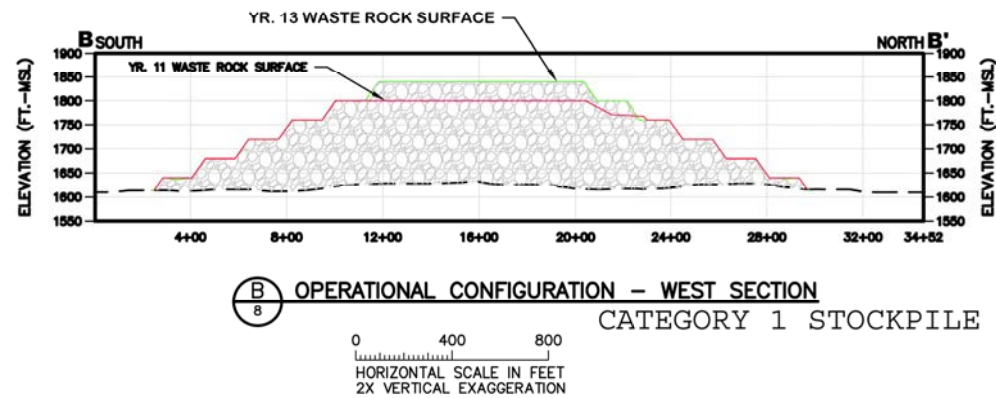 YR. 13 WASTE ROCK SURFACE
B SOUTH
NORTH B'
YR. 11 WASTE ROCK SURFACE
ELEVATION (FT.-MSL)
1900
1850
1800
1750
1700
1650
1600
1550
1900
1850
1800
1750
1700
1650
1600
1550
ELEVATION (FT.-MSL)
4+00 8+00 12+00 16+00 20+00 24+00 28+00 32+00 34+52
B
8
OPERATIONAL CONFIGURATION - WEST SECTION
CATEGORY 1 STOCKPILE
0 400 800
HORIZONTAL SCALE IN FEET
2X VERTICAL EXAGGERATION